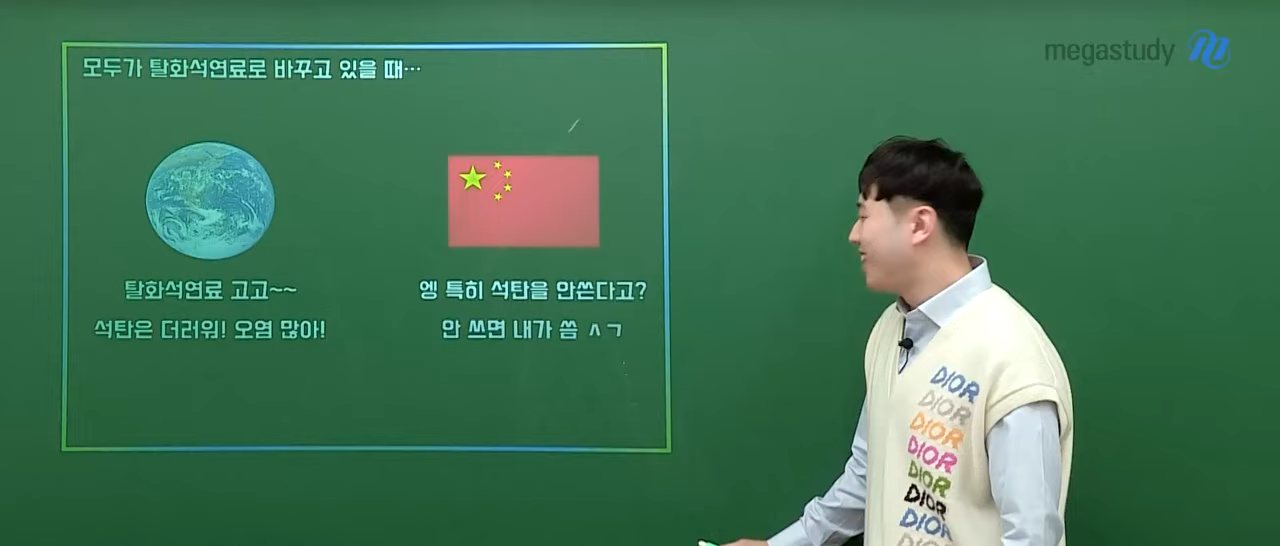 모두가 탈화석연료로 바꾸고 있을 때…
megastudy
탈화석연료 고고~~
석탄은 더러워! 오염 많아!
엥 특히 석탄을 안쓴다고?
안 쓰면 내가 씀 ㅅㄱ
DIOR
DIOR
DIOR
DIOR
DIOR
DIOR
DIOR
DIOR